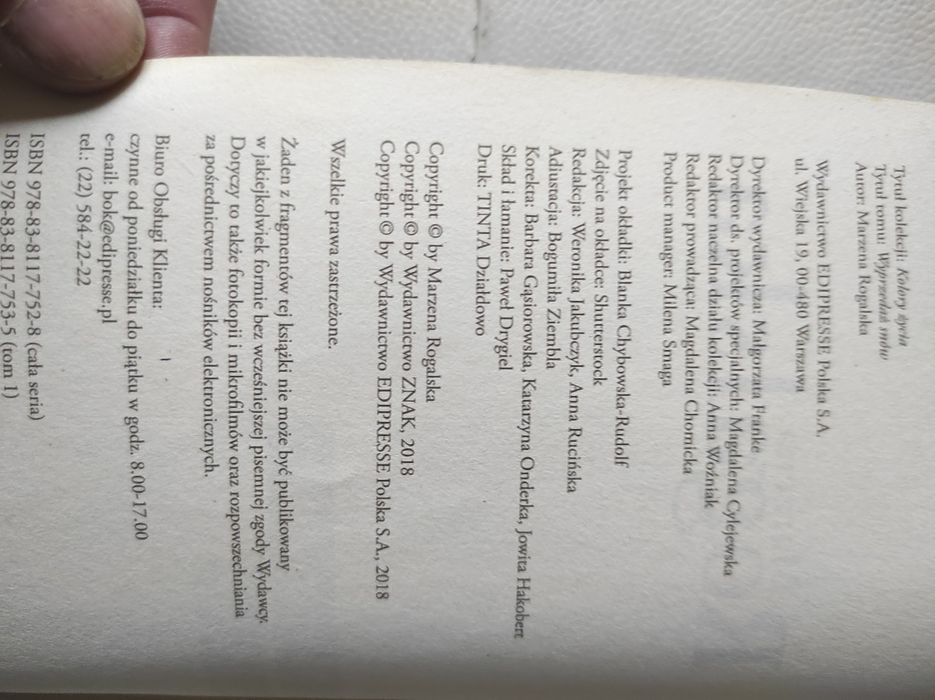 Tytuł kolekcji: Kolory życia
Tytuł tomu: Wyprzedaż snów
Autor: Marzena Rogalska
Wydawnictwo EDIPRESSE Polska S.A.
ul. Wiejska 19, 00-480 Warszawa
Dyrektor wydawnicza: Małgorzata Franke
Dyrektor ds. projektów specjalnych: Magdalena Cylejewska
Redaktor naczelna działu kolekcji: Anna Woźniak
Redaktor prowadząca: Magdalena Chomicka
Product manager: Milena Smaga
Projekt okładki: Blanka Chybowska-Rudolf
Zdjęcie na okładce: Shutterstock
Redakcja: Weronika Jakubczyk, Anna Rucińska
Adiustacja: Bogumiła Ziembla
Korekta: Barbara Gąsiorowska, Katarzyna Onderka, Jowita Hakobert
Skład i łamanie: Paweł Drygiel
Druk: TINTA Działdowo
Copyright © by Marzena Rogalska
Copyright © by Wydawnictwo ZNAK, 2018
Copyright © by Wydawnictwo EDIPRESSE Polska S.A., 2018
Wszelkie prawa zastrzeżone.
Żaden z fragmentów tej książki nie może być publikowany
w jakiejkolwiek formie bez wcześniejszej pisemnej zgody Wydawcy.
Dotyczy to także fotokopii i mikrofilmów oraz rozpowszechniania
za pośrednictwem nośników elektronicznych.
Biuro Obsługi Klienta:
czynne od poniedziałku do piątku w godz. 8.00-17.00
e-mail: bok@edipresse.pl
tel.: (22) 584-22-22
ISBN 978-83-8117-752-8 (cała seria)
ISBN 978-83-8117-753-5 (tom 1)